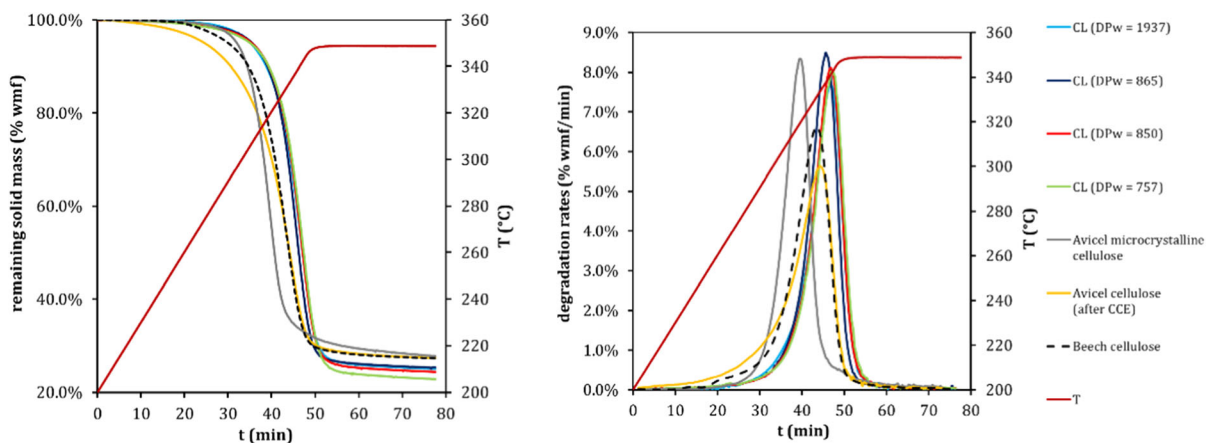 100.0%
80.0%
60.0%
40.0%
20.0%
remaining solid mass (% wmf)
0 10 20 30 40 50 60 70 80
t (min)
360
340
320
300
280
260
240
220
200
T (°C)
9.0%
8.0%
7.0%
6.0%
5.0%
4.0%
3.0%
2.0%
1.0%
0.0%
degradation rates (% wmf/min)
0 10 20 30 40 50 60 70 80
t (min)
360
340
320
300
280
260
240
220
200
T (°C)
CL (DPw = 1937)
CL (DPw = 865)
CL (DPw = 850)
CL (DPw = 757)
Avicel microcrystalline
cellulose
Avicel cellulose
(after CCE)
Beech cellulose
T